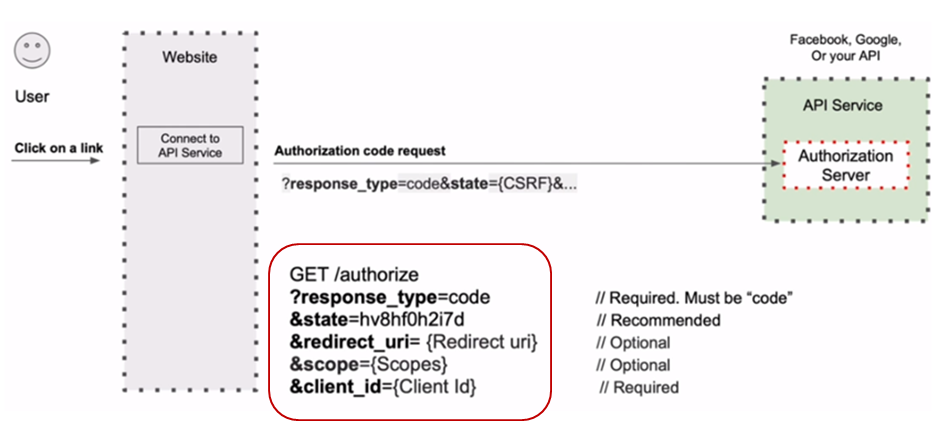 Facebook, Google,
Or your API
Website
User
API Service
Click on a link
Connect to
API Service
Authorization code request
Authorization
Server
?response_type=code&state={CSRF}&...
GET /authorize
?response_type=code // Required. Must be “code”
&state=hv8hf0h2i7d // Recommended
&redirect_uri= {Redirect uri} // Optional
&scope={Scopes} // Optional
&client_id={Client Id} // Required